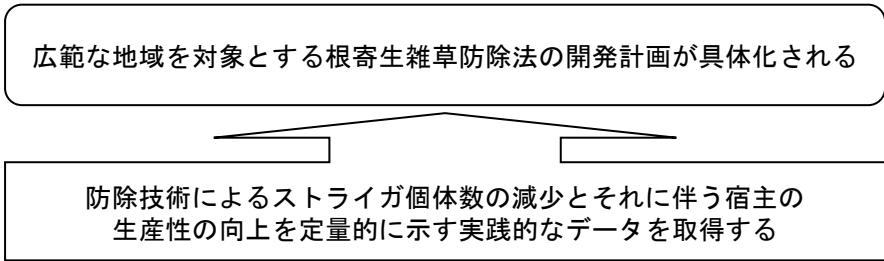 広範な地域を対象とする根寄生雑草防除法の開発計画が具体化される
防除技術によるストライガ個体数の減少とそれに伴う宿主の
生産性の向上を定量的に示す実践的なデータを取得する